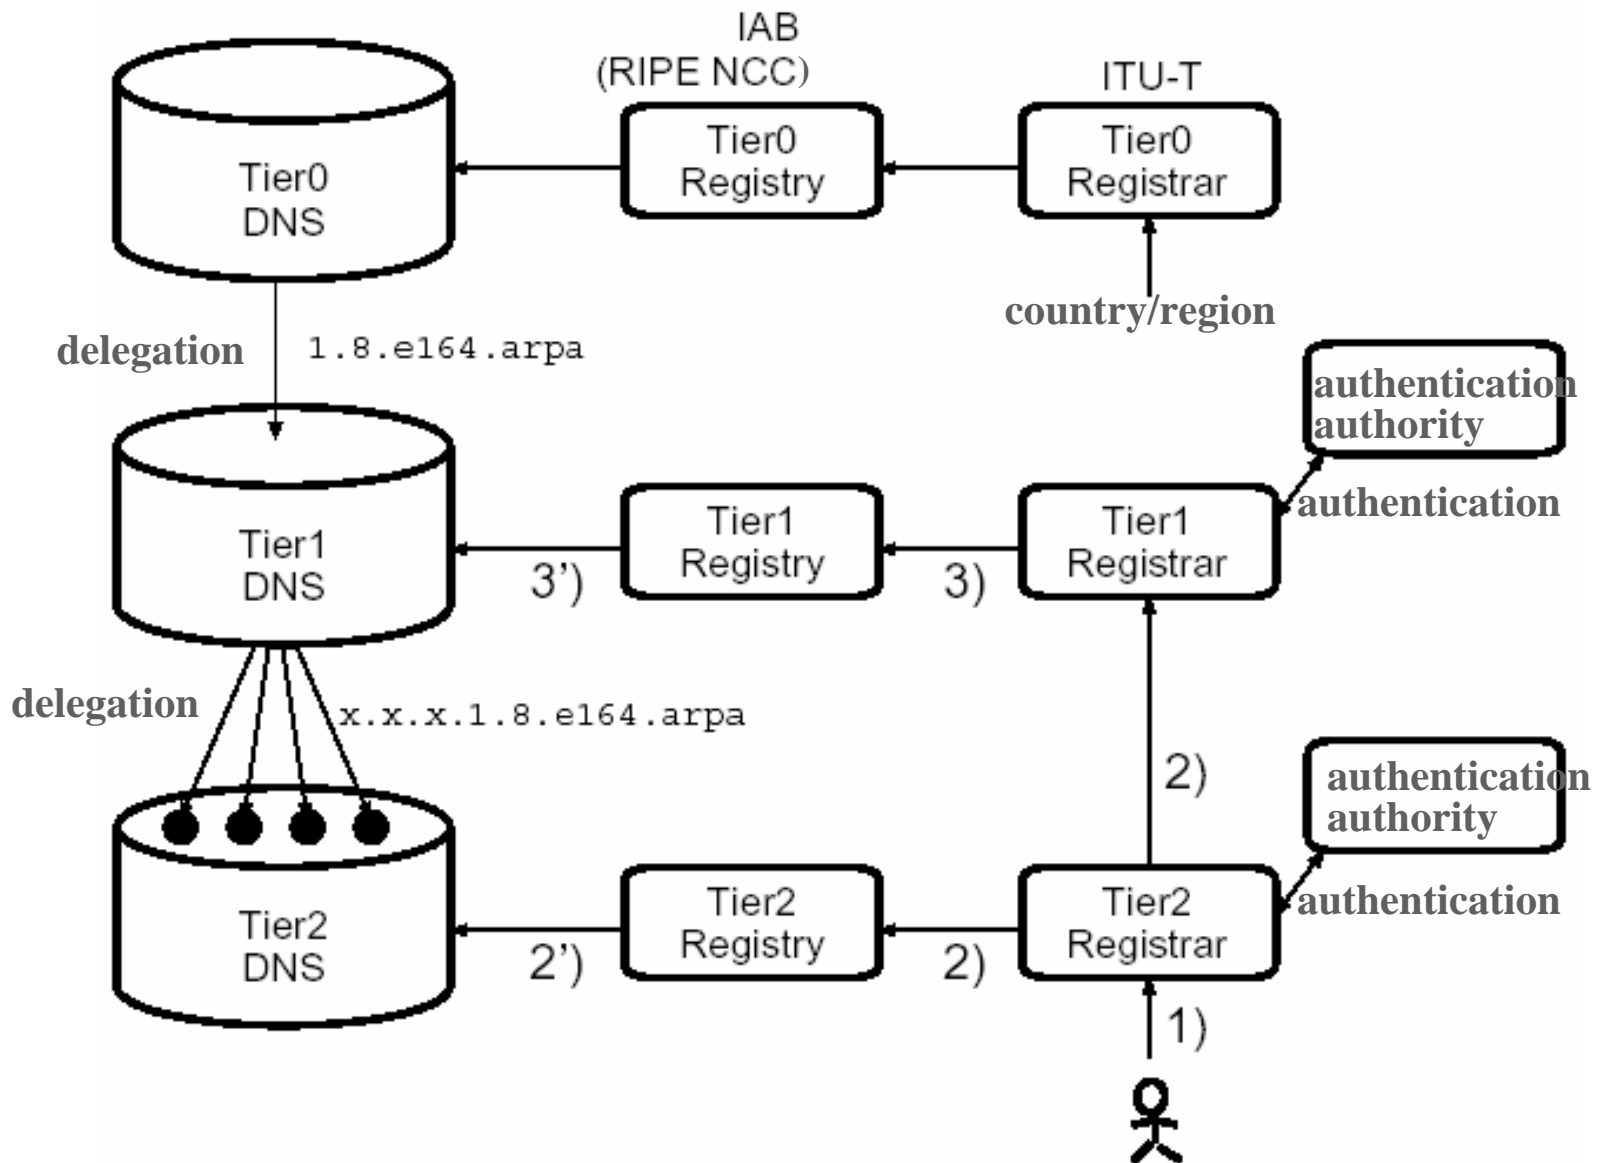 IAB
(RIPE NCC)
ITU-T
Tier0
DNS
Tier0
Registry
Tier0
Registrar
country/region
delegation
1.8.e164.arpa
authentication
authority
authentication
Tier1
DNS
3')
Tier1
Registry
3)
Tier1
Registrar
delegation
x.x.x.1.8.e164.arpa
2)
authentication
authority
authentication
Tier2
DNS
2')
Tier2
Registry
2)
Tier2
Registrar
1)